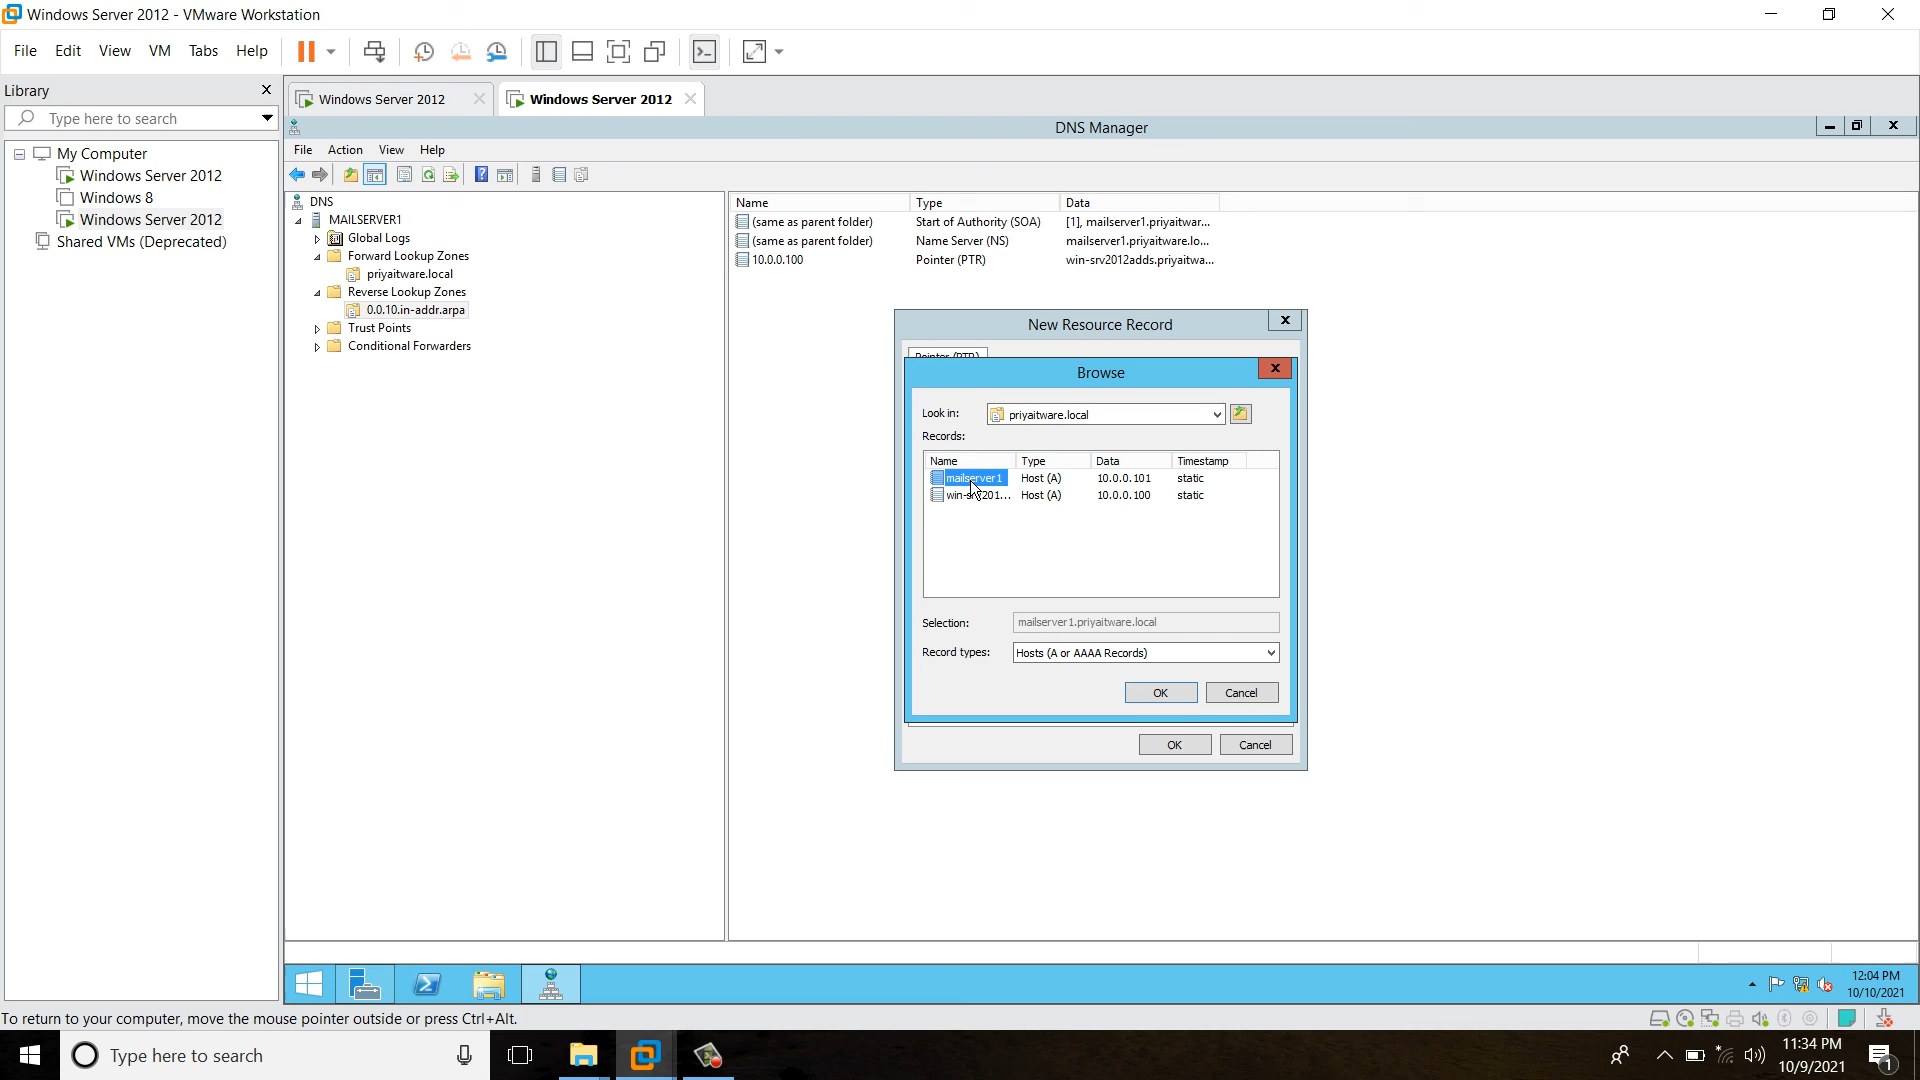 Windows Server 2012 - VMware Workstation
File Edit View VM Tabs Help
Library
Type here to search
My Computer
Windows Server 2012
Windows 8
Windows Server 2012
Shared VMs (Deprecated)
Windows Server 2012
Windows Server 2012
DNS Manager
File Action View Help
DNS
MAILSERVER1
Global Logs
Forward Lookup Zones
priyaitware.local
Reverse Lookup Zones
0.0.10.in-addr.arpa
Trust Points
Conditional Forwarders
Name Type Data
(same as parent folder) Start of Authority (SOA) [1], mailserver1.priyaitwar...
(same as parent folder) Name Server (NS) mailserver1.priyaitware.lo...
10.0.0.100 Pointer (PTR) win-srv2012adds.priyaitwa...
New Resource Record
Pointer (PTR)
Browse
Look in: priyaitware.local
Records:
Name Type Data Timestamp
mailserver1 Host (A) 10.0.0.101 static
win-srv201... Host (A) 10.0.0.100 static
Selection: mailserver1.priyaitware.local
Record types: Hosts (A or AAAA Records)
OK Cancel
OK Cancel
12:04 PM
10/10/2021
To return to your computer, move the mouse pointer outside or press Ctrl+Alt.
Type here to search
11:34 PM
10/9/2021
1